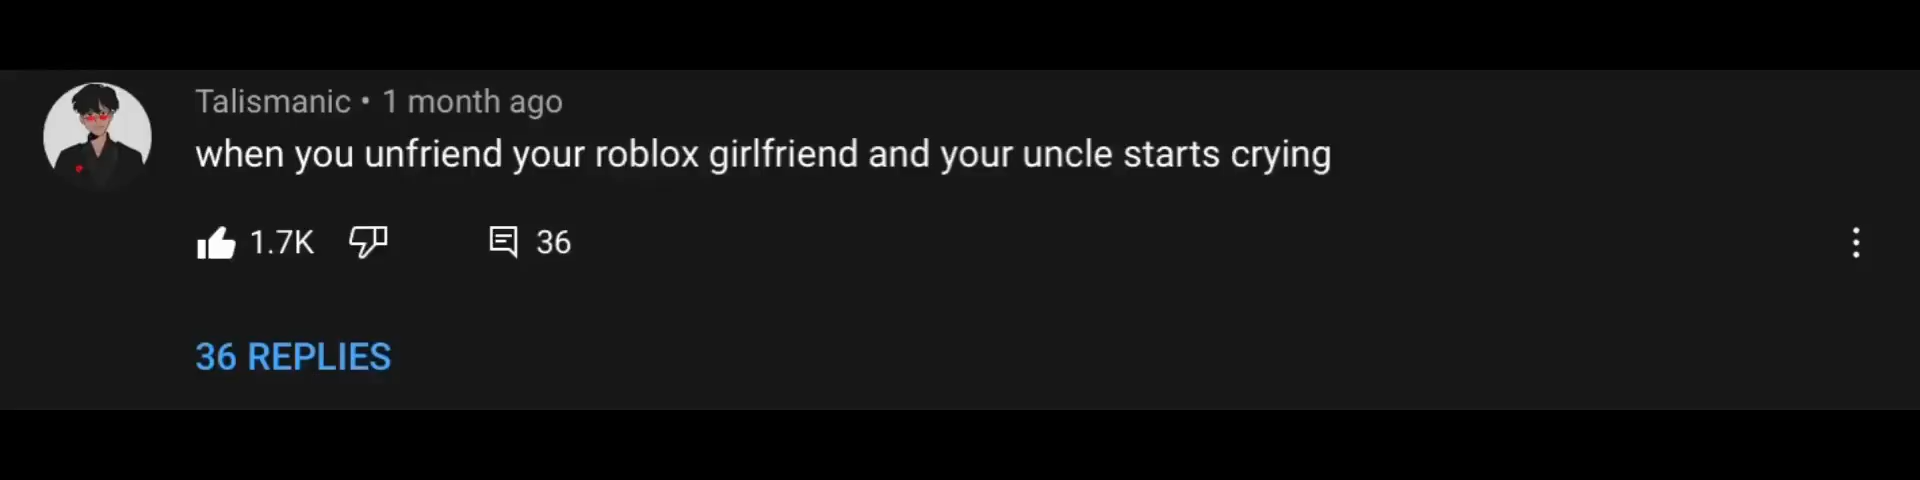 Talismanic • 1 month ago
when you unfriend your roblox girlfriend and your uncle starts crying
1.7K 36
36 REPLIES